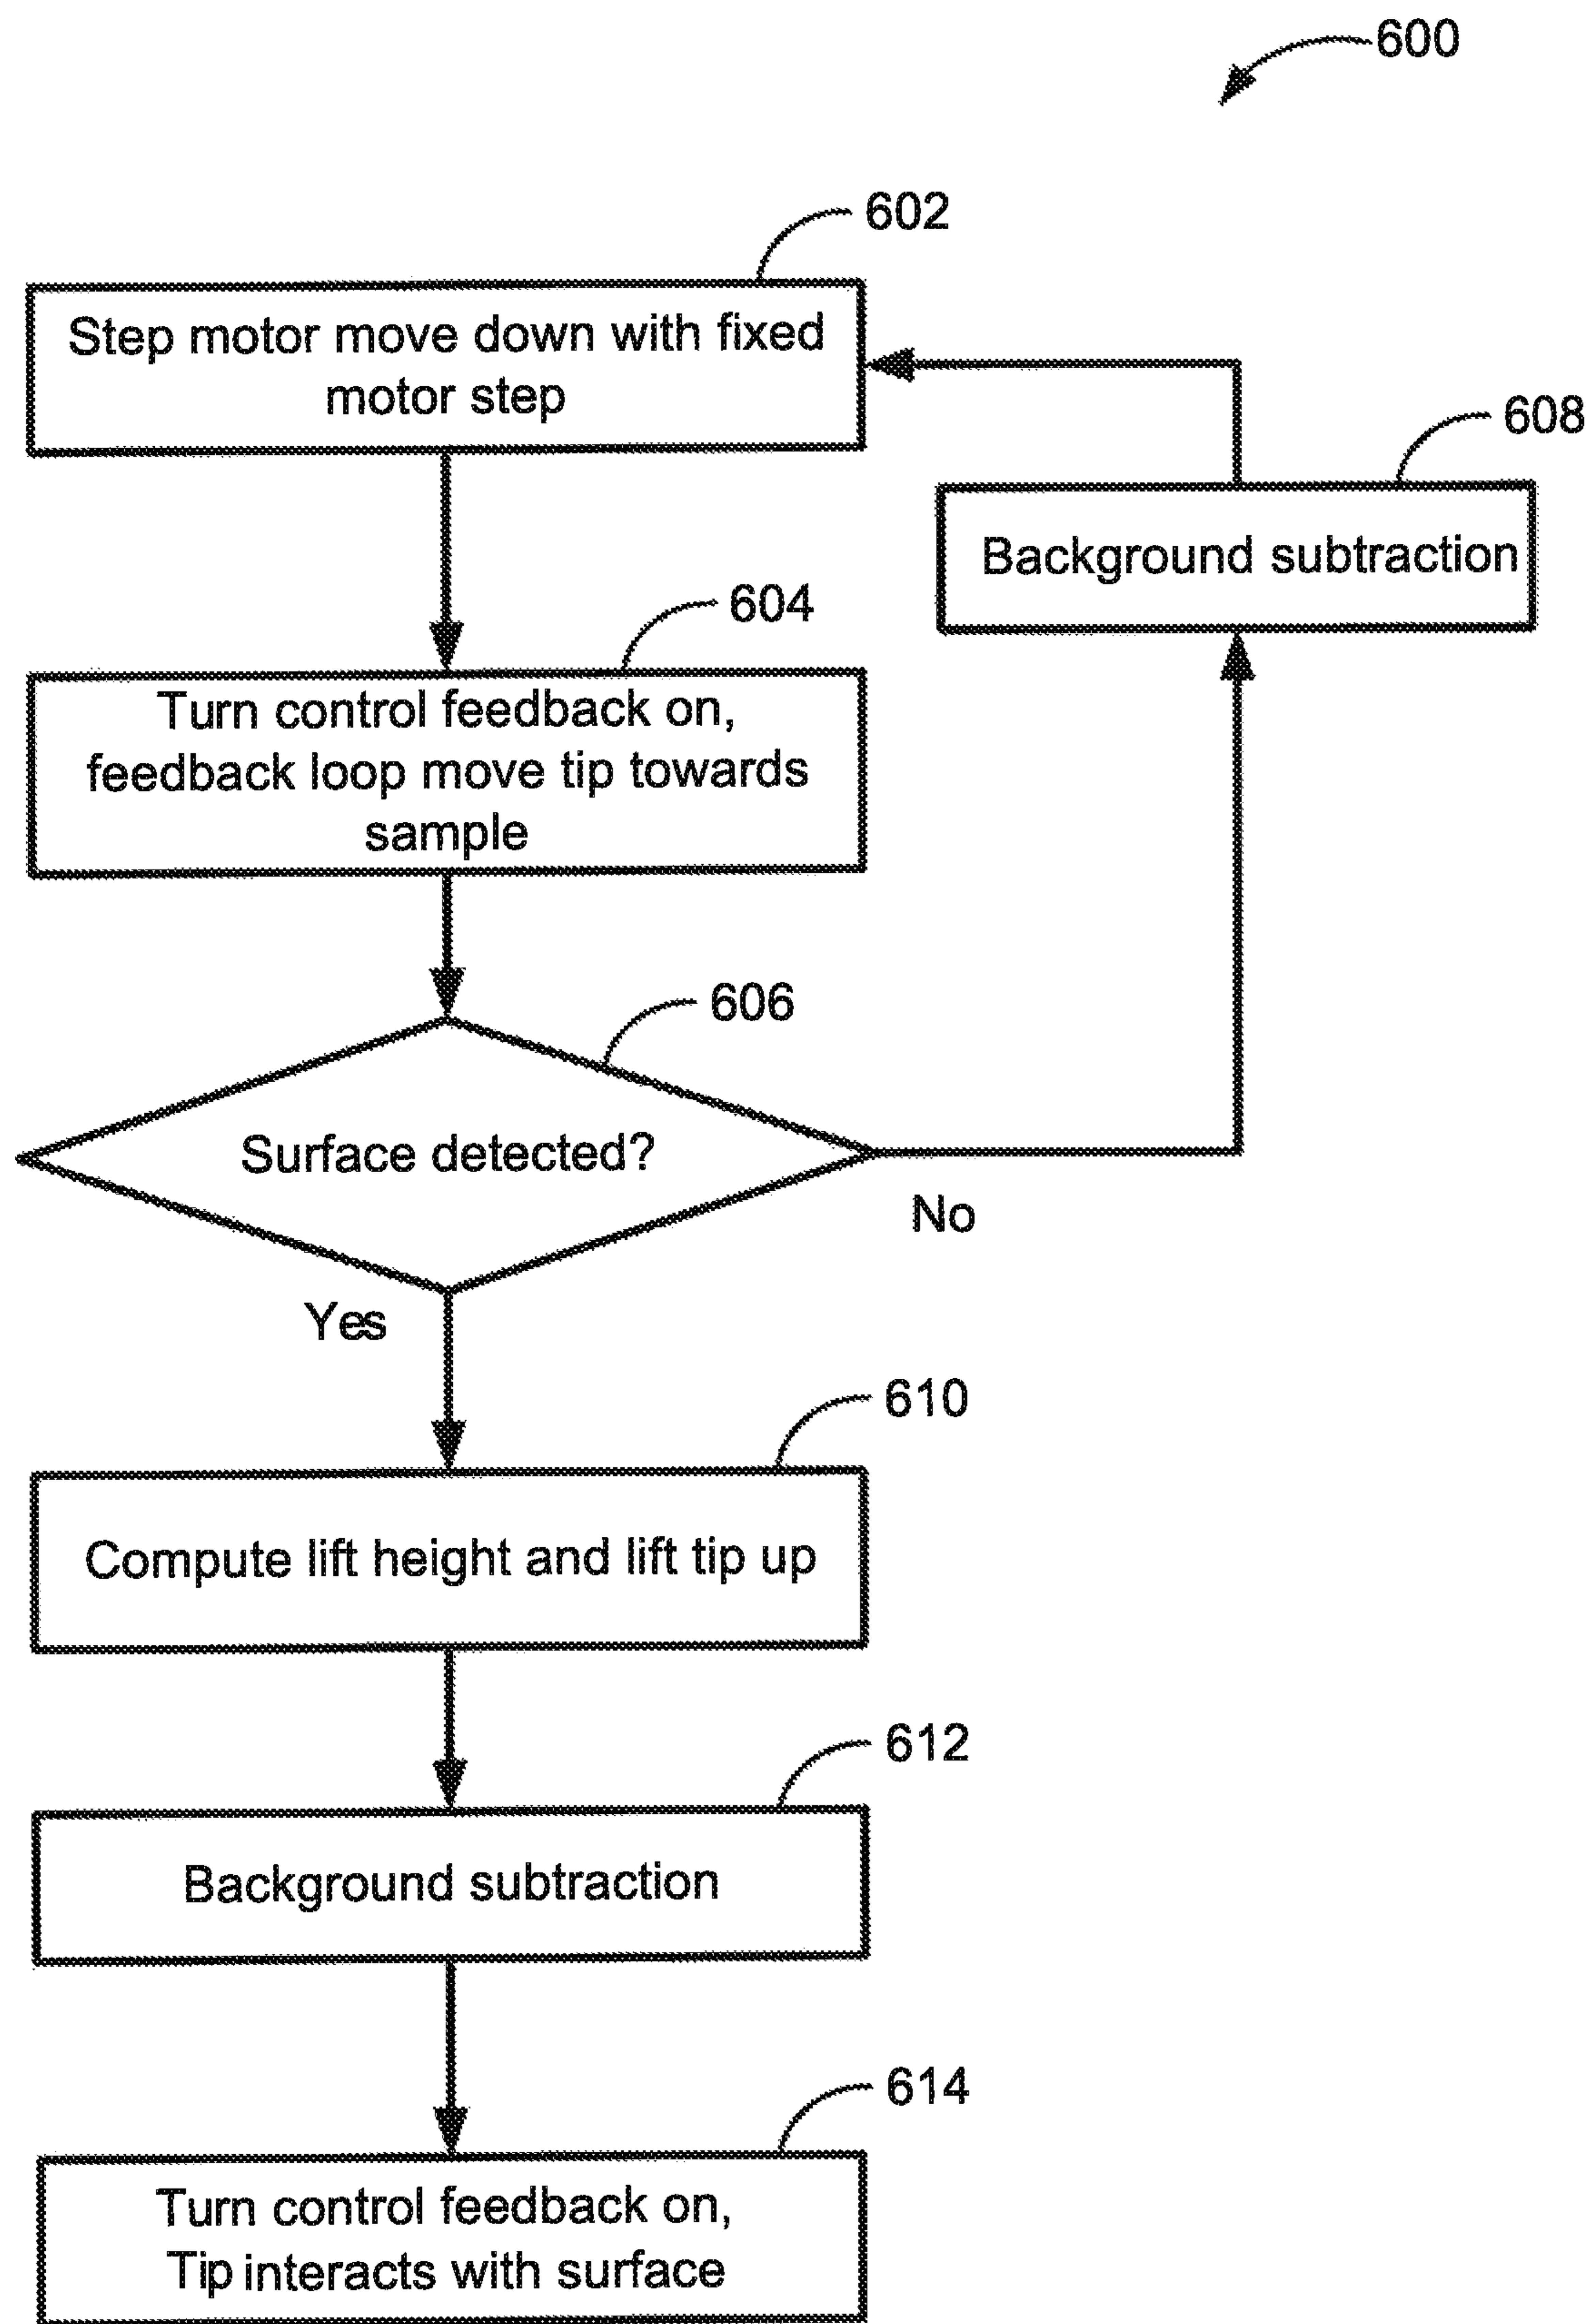 600
602
Step motor move down with fixed
motor step
608
Background subtraction
604
Turn control feedback on,
feedback loop move tip towards
sample
606
Surface detected?
No
Yes
610
Compute lift height and lift tip up
612
Background subtraction
614
Turn control feedback on,
Tip interacts with surface